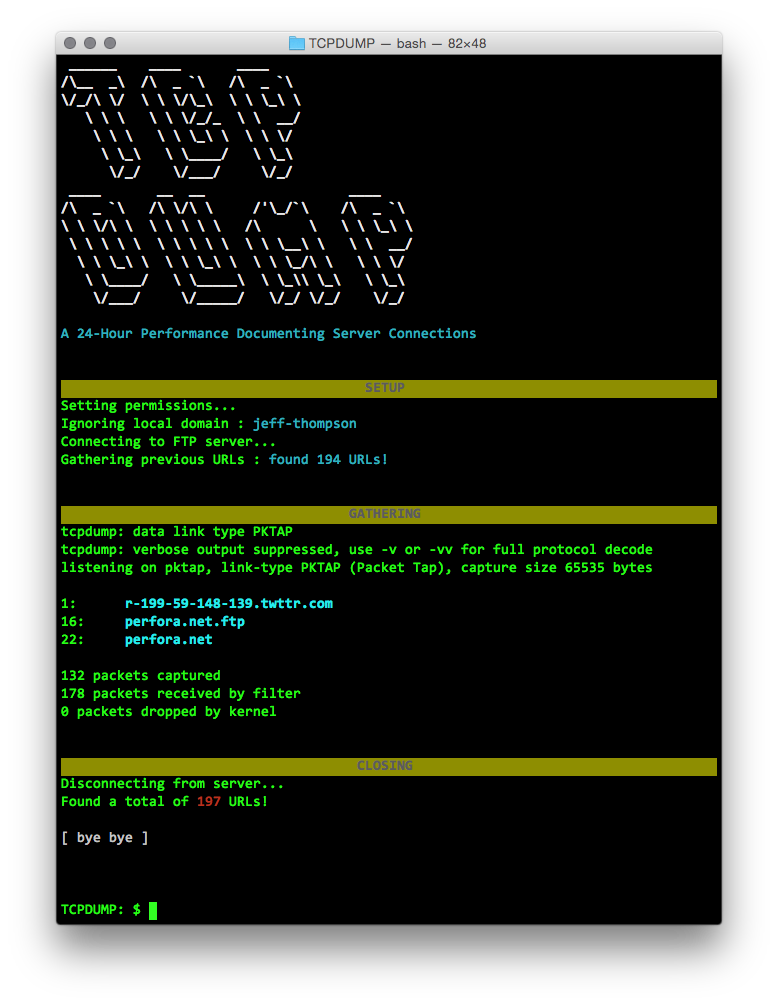 TCPDUMP — bash — 82×48
TCP
DUMP
A 24-Hour Performance Documenting Server Connections
SETUP
Setting permissions...
Ignoring local domain : jeff-thompson
Connecting to FTP server...
Gathering previous URLs : found 194 URLs!
GATHERING
tcpdump: data link type PKTAP
tcpdump: verbose output suppressed, use -v or -vv for full protocol decode
listening on pktap, link-type PKTAP (Packet Tap), capture size 65535 bytes
1: r-199-59-148-139.twttr.com
16: perfora.net.ftp
22: perfora.net
132 packets captured
178 packets received by filter
0 packets dropped by kernel
CLOSING
Disconnecting from server...
Found a total of 197 URLs!
[ bye bye ]
TCPDUMP: $